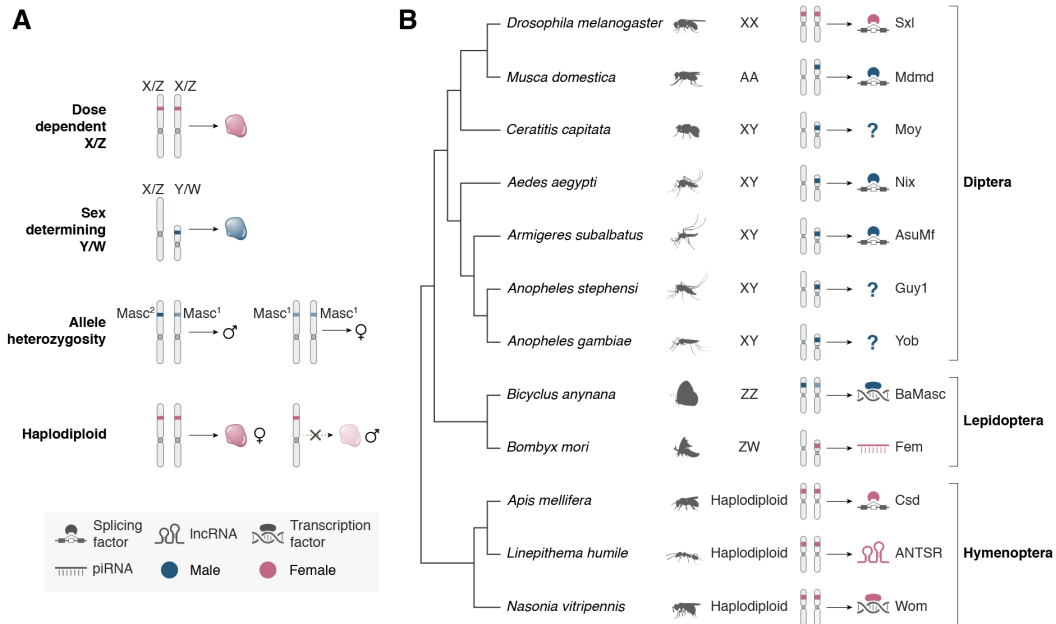 A
X/Z X/Z
Dose
dependent
X/Z
X/Z Y/W
Sex
determining
Y/W
Masc² Masc¹ ♂ Masc¹ Masc¹ ♀
Allele
heterozygosity
Haplodiploid ♀ ♂
Splicing
factor
lncRNA
Transcription
factor
piRNA
Male
Female
B
Drosophila melanogaster XX Sxl
Musca domestica AA Mdmd
Ceratitis capitata XY ? Moy
Aedes aegypti XY Nix
Diptera
Armigeres subalbatus XY AsuMf
Anopheles stephensi XY ? Guy1
Anopheles gambiae XY ? Yob
Bicyclus anynana ZZ BaMasc
Lepidoptera
Bombyx mori ZW Fem
Apis mellifera Haplodiploid Csd
Linepithema humile Haplodiploid ANTSR
Hymenoptera
Nasonia vitripennis Haplodiploid Wom